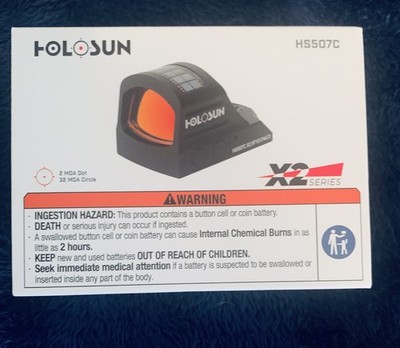 HOLOSUN
HS507C
HOLOSUN
2 MOA Dot
32 MOA Circle
X2
SERIES
WARNING
· INGESTION HAZARD: This product contains a button cell or coin battery.
· DEATH or serious injury can occur if ingested.
· A swallowed button cell or coin battery can cause Internal Chemical Burns in as
little as 2 hours.
· KEEP new and used batteries OUT OF REACH OF CHILDREN.
· Seek immediate medical attention if a battery is suspected to be swallowed or
inserted inside any part of the body.